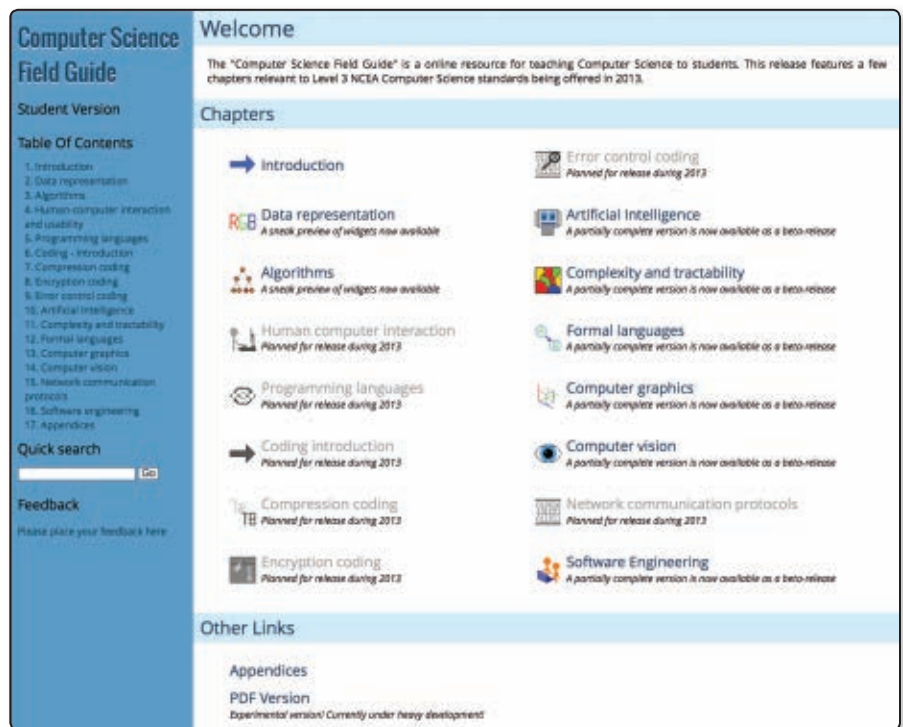 Computer Science
Field Guide
Student Version
Table Of Contents
1. Introduction
2. Data representation
3. Algorithms
4. Human-computer interaction
and usability
5. Programming languages
6. Coding - Introduction
7. Compression coding
8. Encryption coding
9. Error control coding
10. Artificial intelligence
11. Complexity and tractability
12. Formal languages
13. Computer graphics
14. Computer vision
15. Network communication
protocols
16. Software engineering
17. Appendices
Quick search
Go
Feedback
Please place your feedback here
Welcome
The "Computer Science Field Guide" is a online resource for teaching Computer Science to students. This release features a few
chapters relevant to Level 3 NCEA Computer Science standards being offered in 2013.
Chapters
Introduction
RGB Data representation
A sneak preview of widgets now available
Algorithms
A sneak preview of widgets now available
Human computer interaction
Planned for release during 2013
Programming languages
Planned for release during 2013
Coding introduction
Planned for release during 2013
Compression coding
Planned for release during 2013
Encryption coding
Planned for release during 2013
Error control coding
Planned for release during 2013
Artificial Intelligence
A partially complete version is now available as a beta-release
Complexity and tractability
A partially complete version is now available as a beta-release
Formal languages
A partially complete version is now available as a beta-release
Computer graphics
A partially complete version is now available as a beta-release
Computer vision
A partially complete version is now available as a beta-release
Network communication protocols
Planned for release during 2013
Software Engineering
A partially complete version is now available as a beta-release
Other Links
Appendices
PDF Version
Experimental version! Currently under heavy development!